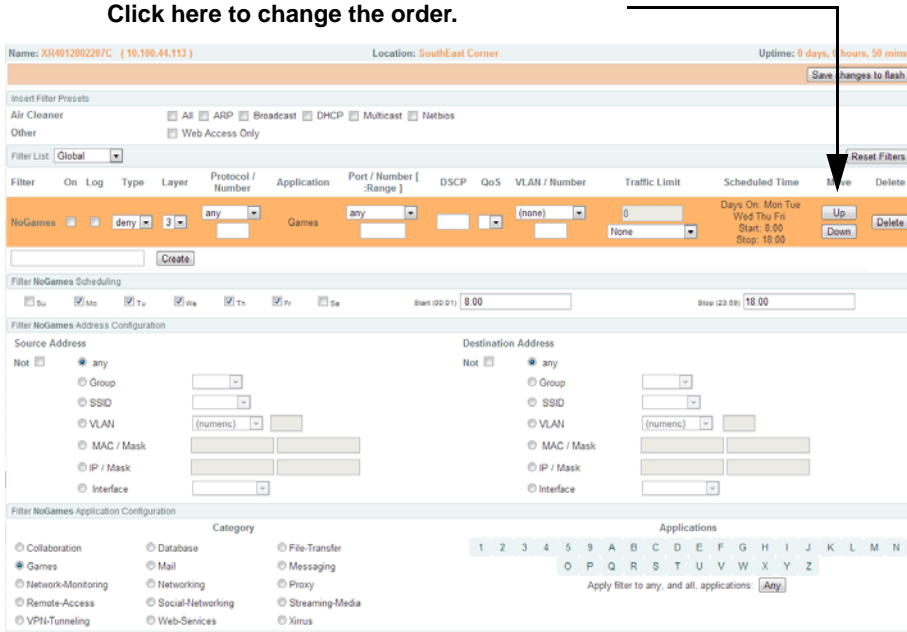 Click here to change the order.
Name: XR4012802207C ( 10.100.44.113 ) Location: SouthEast Corner Uptime: 0 days, 0 hours, 50 mins
Save changes to flash
Insert Filter Presets
Air Cleaner All ARP Broadcast DHCP Multicast Netbios
Other Web Access Only
Filter List: Global Reset Filters
Filter On Log Type Layer Protocol / Number Application Port / Number [ :Range ] DSCP QoS VLAN / Number Traffic Limit Scheduled Time Move Delete
NoGames deny 3 any Games any (none) 0 None Days On: Mon Tue Wed Thu Fri Start: 8:00 Stop: 18:00 Up Down Delete
Create
Filter NoGames Scheduling
Su Mo Tu We Th Fr Sa Start (00:01) 8:00 Stop (23:59) 18:00
Filter NoGames Address Configuration
Source Address Destination Address
Not any Not any
Group Group
SSID SSID
VLAN (numeric) VLAN (numeric)
MAC / Mask MAC / Mask
IP / Mask IP / Mask
Interface Interface
Filter NoGames Application Configuration
Category Applications
Collaboration Database File-Transfer 1 2 3 4 5 9 A B C D E F G H I J K L M N
Games Mail Messaging O P Q R S T U V W X Y Z
Network-Monitoring Networking Proxy Apply filter to any, and all, applications: Any
Remote-Access Social-Networking Streaming-Media
VPN-Tunneling Web-Services Xirrus